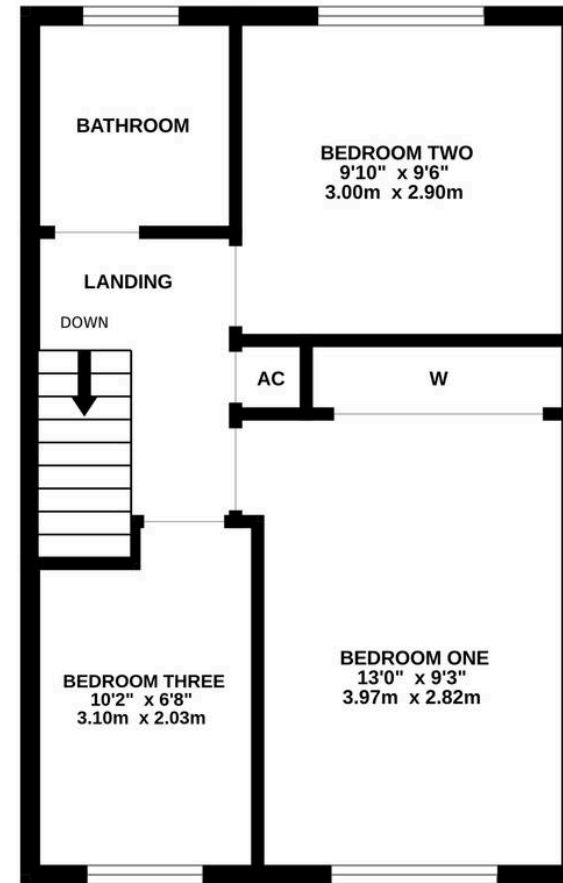 BATHROOM
BEDROOM TWO
9'10" x 9'6"
3.00m x 2.90m
LANDING
DOWN
AC
W
BEDROOM ONE
13'0" x 9'3"
3.97m x 2.82m
BEDROOM THREE
10'2" x 6'8"
3.10m x 2.03m